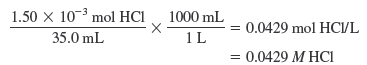 1.50 × 10⁻³ mol HCl / 35.0 mL × 1000 mL / 1 L = 0.0429 mol HCl/L
= 0.0429 M HCl